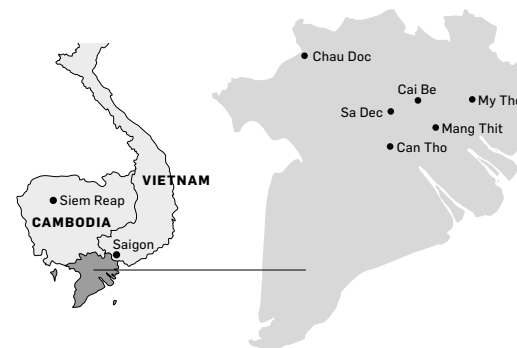 Chau Doc
Cai Be
My Tho
Sa Dec
Mang Thit
Can Tho
VIETNAM
Siem Reap
CAMBODIA
Saigon